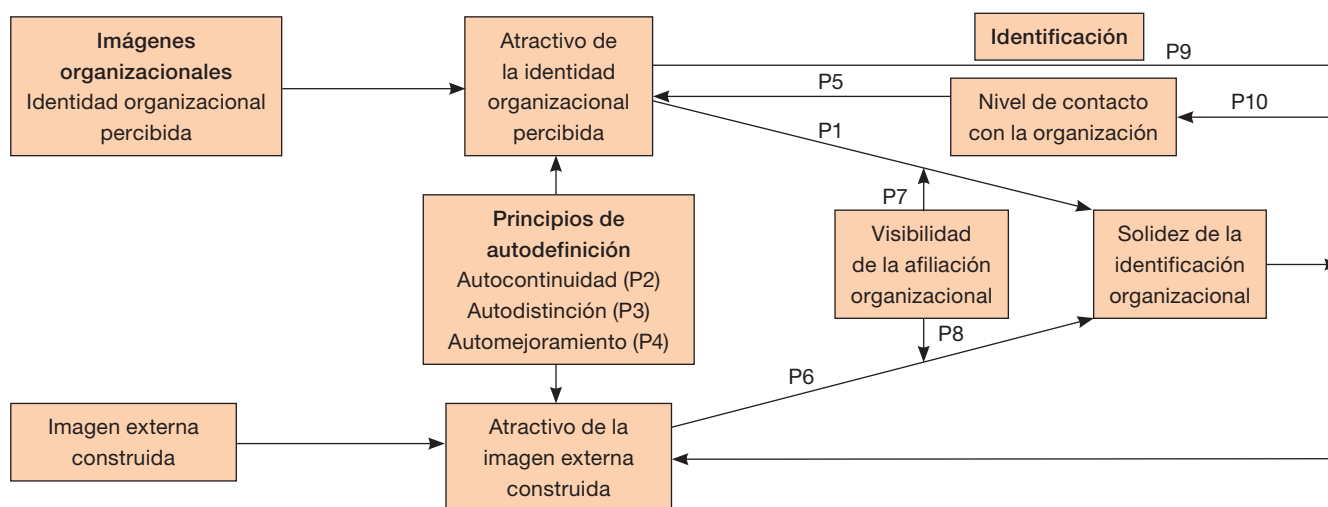 Imágenes
organizacionales
Identidad organizacional
percibida
Atractivo de
la identidad
organizacional
percibida
Identificación
P9
P5
Nivel de contacto
con la organización
P10
P1
P7
Principios de
autodefinición
Autocontinuidad (P2)
Autodistinción (P3)
Automejoramiento (P4)
Visibilidad
de la afiliación
organizacional
Solidez de la
identificación
organizacional
P8
P6
Imagen externa
construida
Atractivo de la
imagen externa
construida